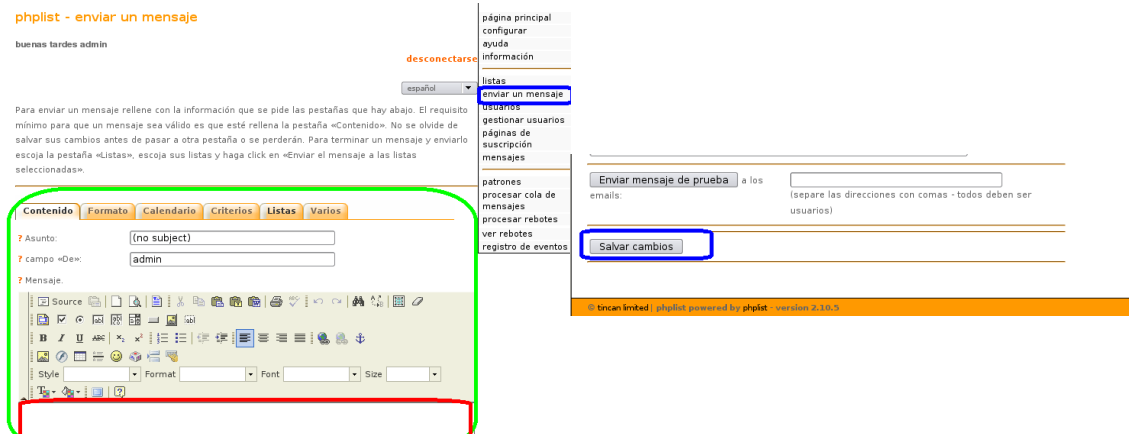 phplist - enviar un mensaje
buenas tardes admin
desconectarse
español
Para enviar un mensaje rellene con la información que se pide las pestañas que hay abajo. El requisito
mínimo para que un mensaje sea válido es que esté rellena la pestaña «Contenido». No se olvide de
salvar sus cambios antes de pasar a otra pestaña o se perderán. Para terminar un mensaje y enviarlo
escoja la pestaña «Listas», escoja sus listas y haga click en «Enviar el mensaje a las listas
seleccionadas».
Contenido Formato Calendario Criterios Listas Varios
? Asunto: (no subject)
? campo «De»: admin
? Mensaje.
Source
B I U ABC x₂ x²
Style Format Font Size
página principal
configurar
ayuda
información
listas
enviar un mensaje
usuarios
gestionar usuarios
páginas de
suscripción
mensajes
patrones
procesar cola de
mensajes
procesar rebotes
ver rebotes
registro de eventos
Enviar mensaje de prueba a los
emails:
(separe las direcciones con comas - todos deben ser
usuarios)
Salvar cambios
© tincan limited | phplist powered by phplist - version 2.10.5